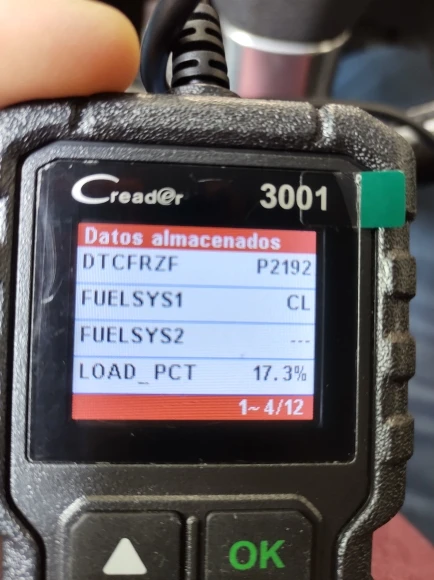 Creader 3001
Datos almacenados
DTCFRZF P2192
FUELSYS1 CL
FUELSYS2 ---
LOAD_PCT 17.3%
1~4/12
OK